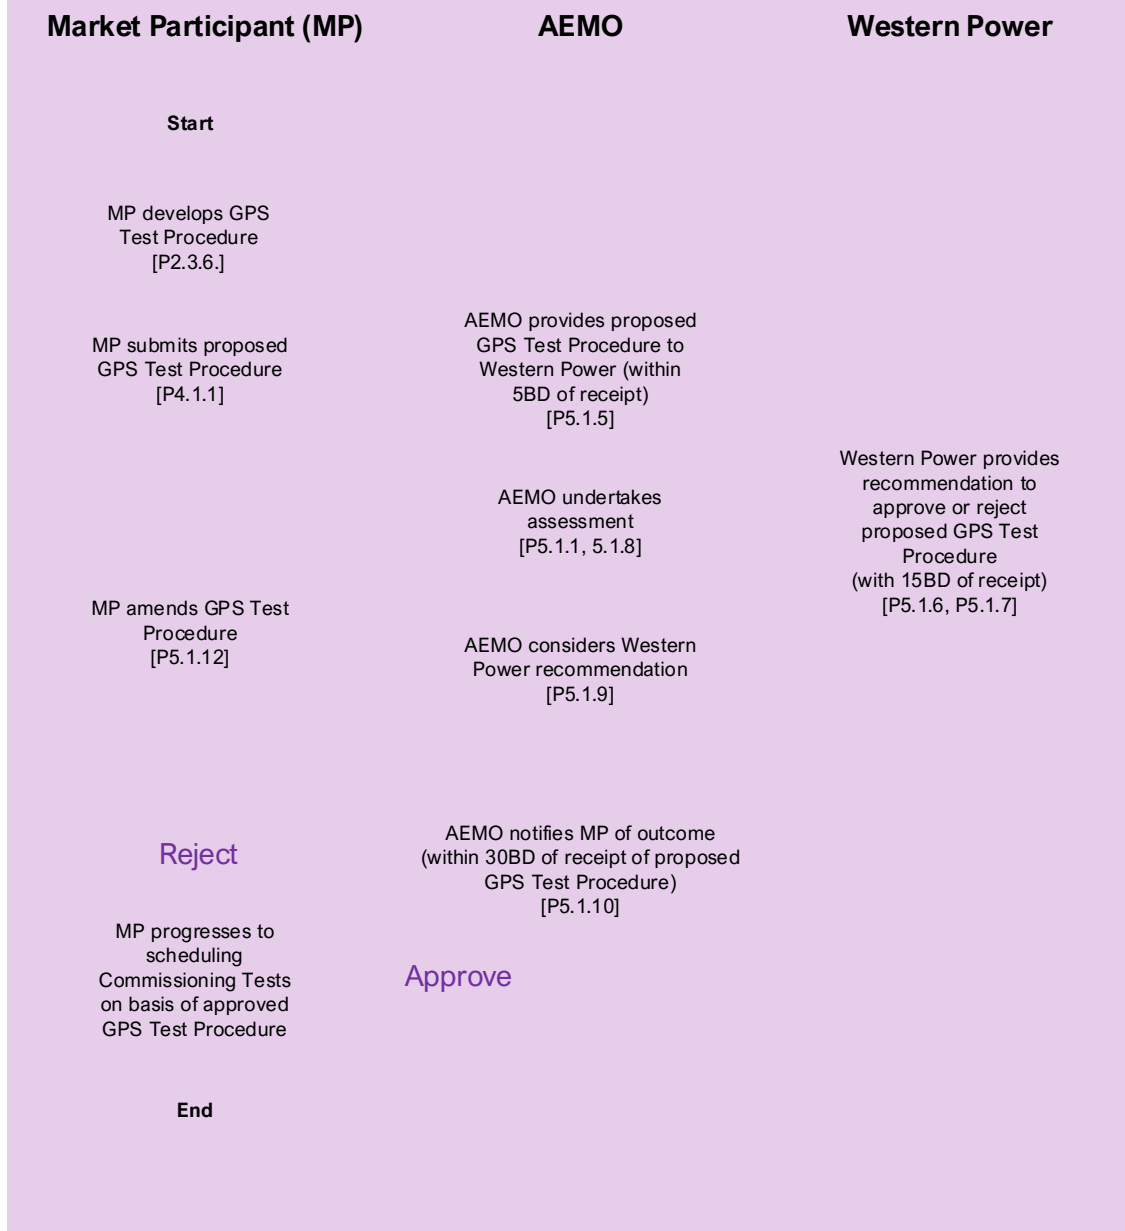 Market Participant (MP)
AEMO
Western Power
Start
MP develops GPS
Test Procedure
[P2.3.6.]
MP submits proposed
GPS Test Procedure
[P4.1.1]
AEMO provides proposed
GPS Test Procedure to
Western Power (within
5BD of receipt)
[P5.1.5]
Western Power provides
recommendation to
approve or reject
proposed GPS Test
Procedure
(with 15BD of receipt)
[P5.1.6, P5.1.7]
AEMO undertakes
assessment
[P5.1.1, 5.1.8]
MP amends GPS Test
Procedure
[P5.1.12]
AEMO considers Western
Power recommendation
[P5.1.9]
AEMO notifies MP of outcome
(within 30BD of receipt of proposed
GPS Test Procedure)
[P5.1.10]
Reject
Approve
MP progresses to
scheduling
Commissioning Tests
on basis of approved
GPS Test Procedure
End